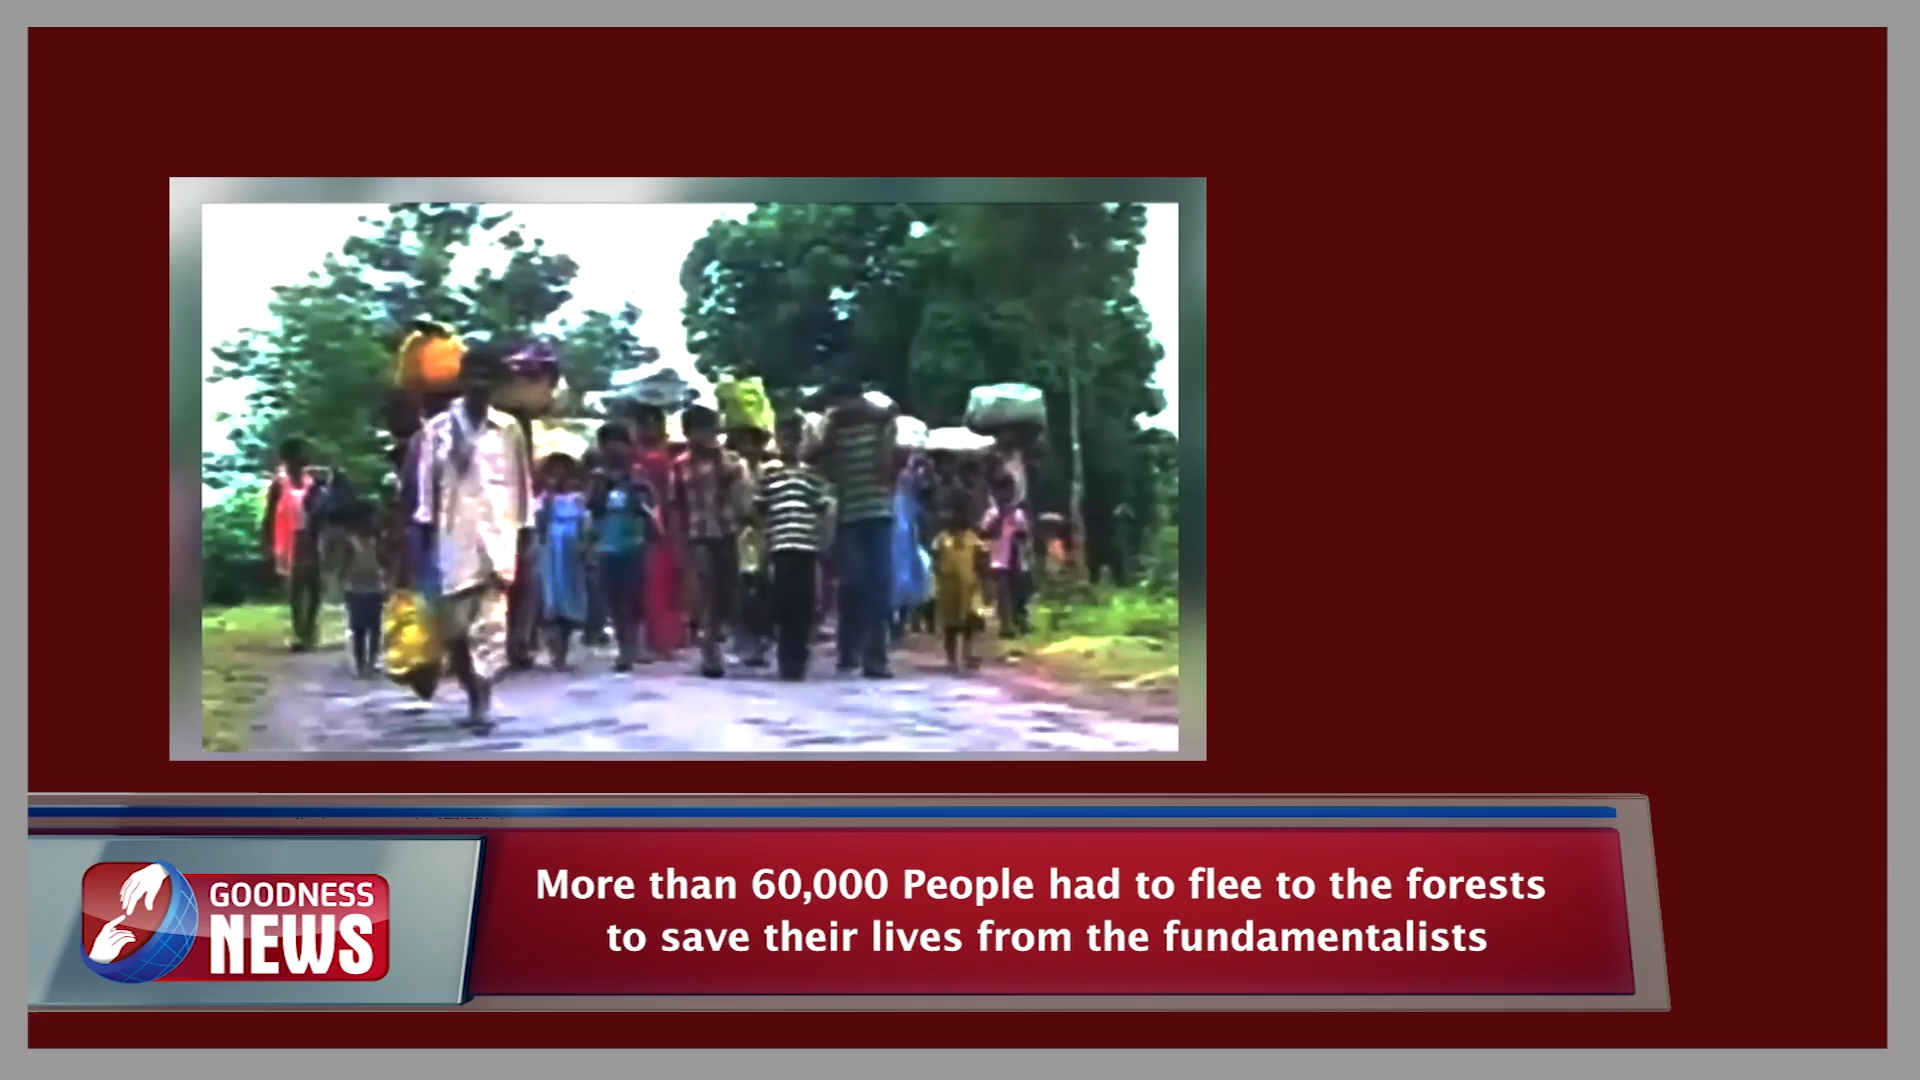 GOODNESS
NEWS
More than 60,000 People had to flee to the forests
to save their lives from the fundamentalists